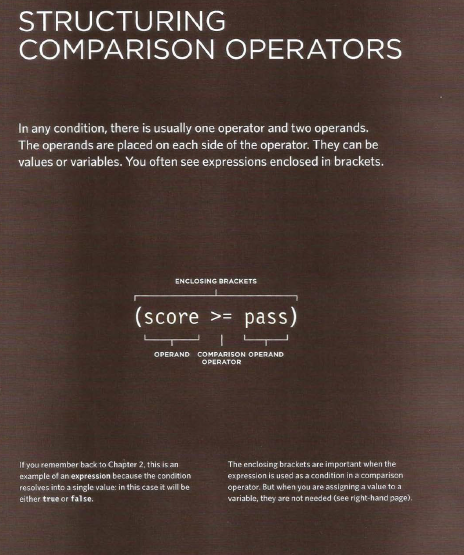 STRUCTURING
COMPARISON OPERATORS
In any condition, there is usually one operator and two operands.
The operands are placed on each side of the operator. They can be
values or variables. You often see expressions enclosed in brackets.
ENCLOSING BRACKETS
(score >= pass)
OPERAND COMPARISON OPERATOR OPERAND
If you remember back to Chapter 2, this is an
example of an expression because the condition
resolves into a single value: in this case it will be
either true or false.
The enclosing brackets are important when the
expression is used as a condition in a comparison
operator. But when you are assigning a value to a
variable, they are not needed (see right-hand page).